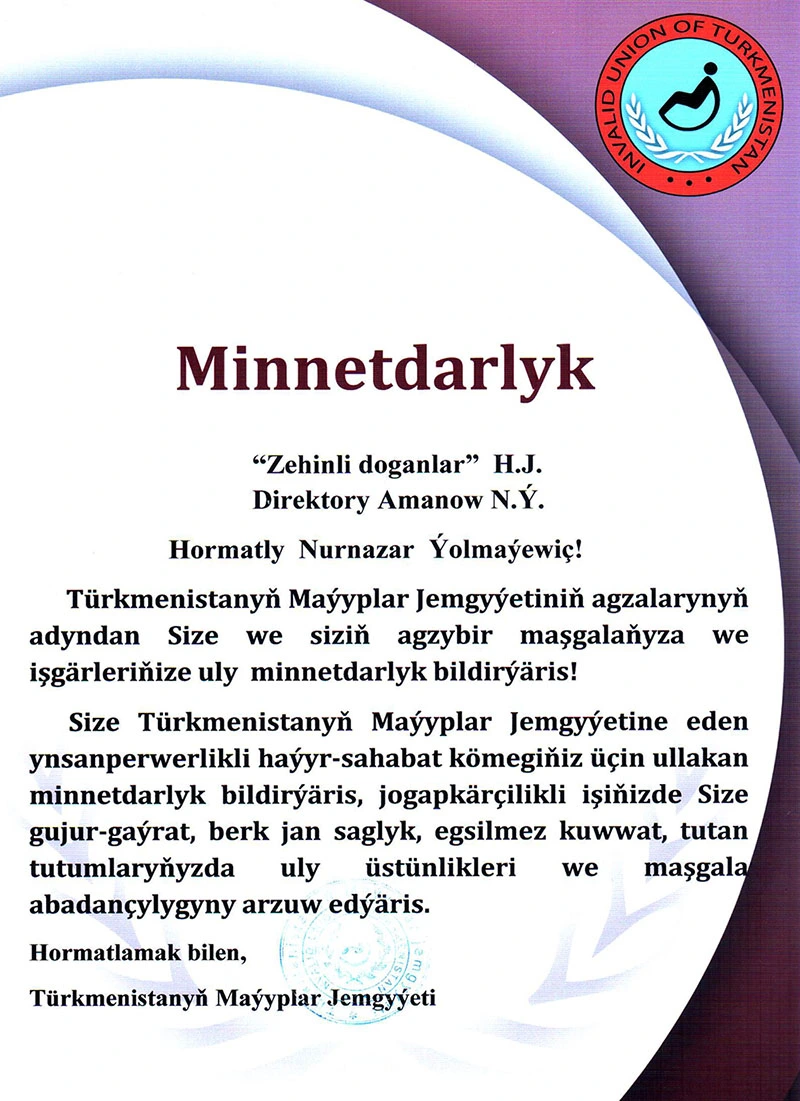 INVALID UNION OF TURKMENISTAN
Minnetdarlyk
“Zehinli doganlar” H.J.
Direktory Amanow N.Ý.
Hormatly Nurnazar Ýolmaýewiç!
Türkmenistanyň Maýyplar Jemgyýetiniň agzalarynyň
adyndan Size we siziň agzybir maşgalaňyza we
işgärleriňize uly minnetdarlyk bildirýäris!
Size Türkmenistanyň Maýyplar Jemgyýetine eden
ynsanperwerlikli haýyr-sahabat kömegiňiz üçin ullakan
minnetdarlyk bildirýäris, jogapkärçilikli işiňizde Size
gujur-gaýrat, berk jan saglyk, egsilmez kuwwat, tutan
tutumlaryňyzda uly üstünlikleri we maşgala
abadançylygyny arzuw edýäris.
Hormatlamak bilen,
Türkmenistanyň Maýyplar Jemgyýeti